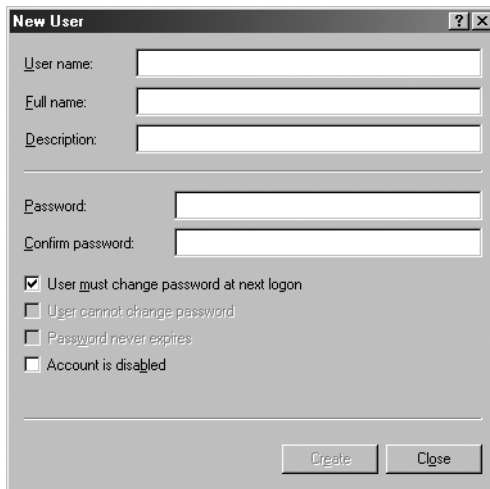 New User
User name:
Full name:
Description:
Password:
Confirm password:
User must change password at next logon
User cannot change password
Password never expires
Account is disabled
Create Close